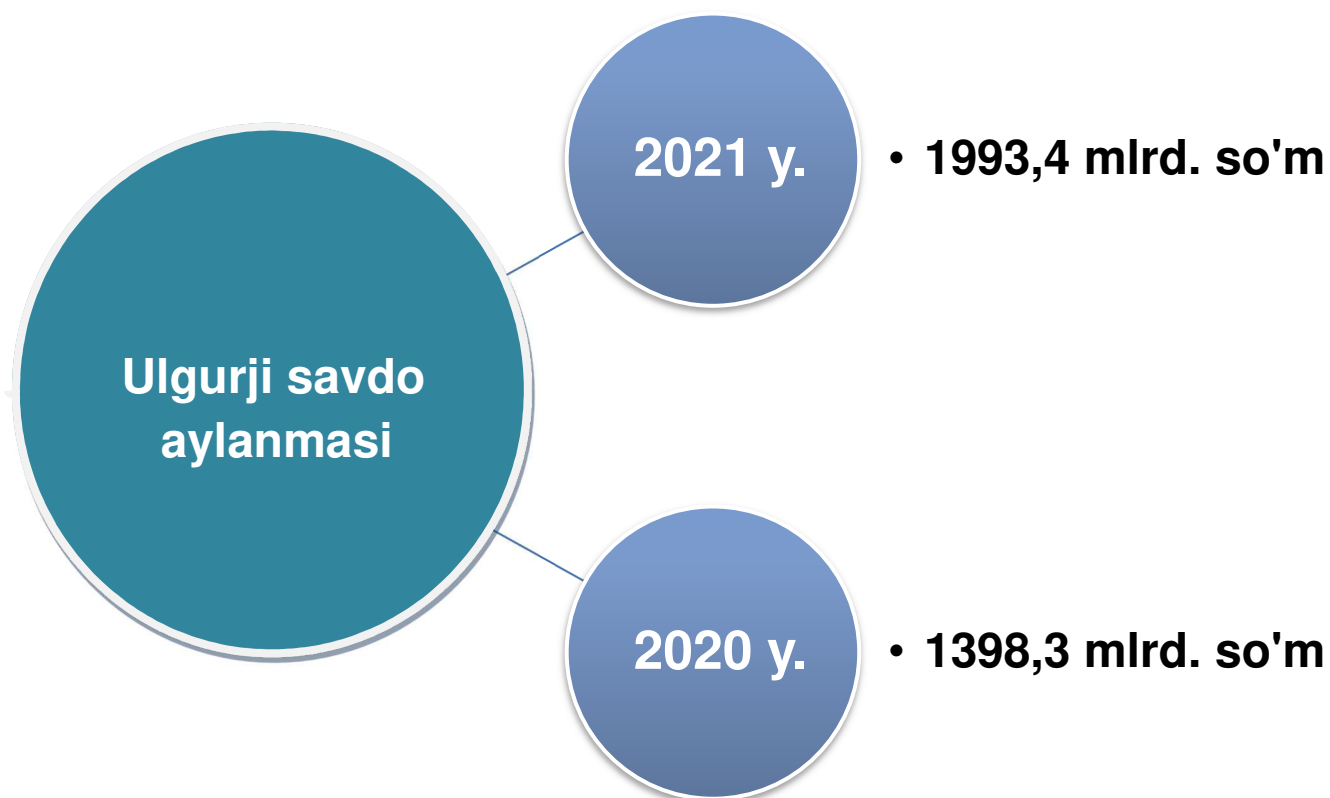 2021 y.
• 1993,4 mlrd. so'm
Ulgurji savdo
aylanmasi
2020 y.
• 1398,3 mlrd. so'm